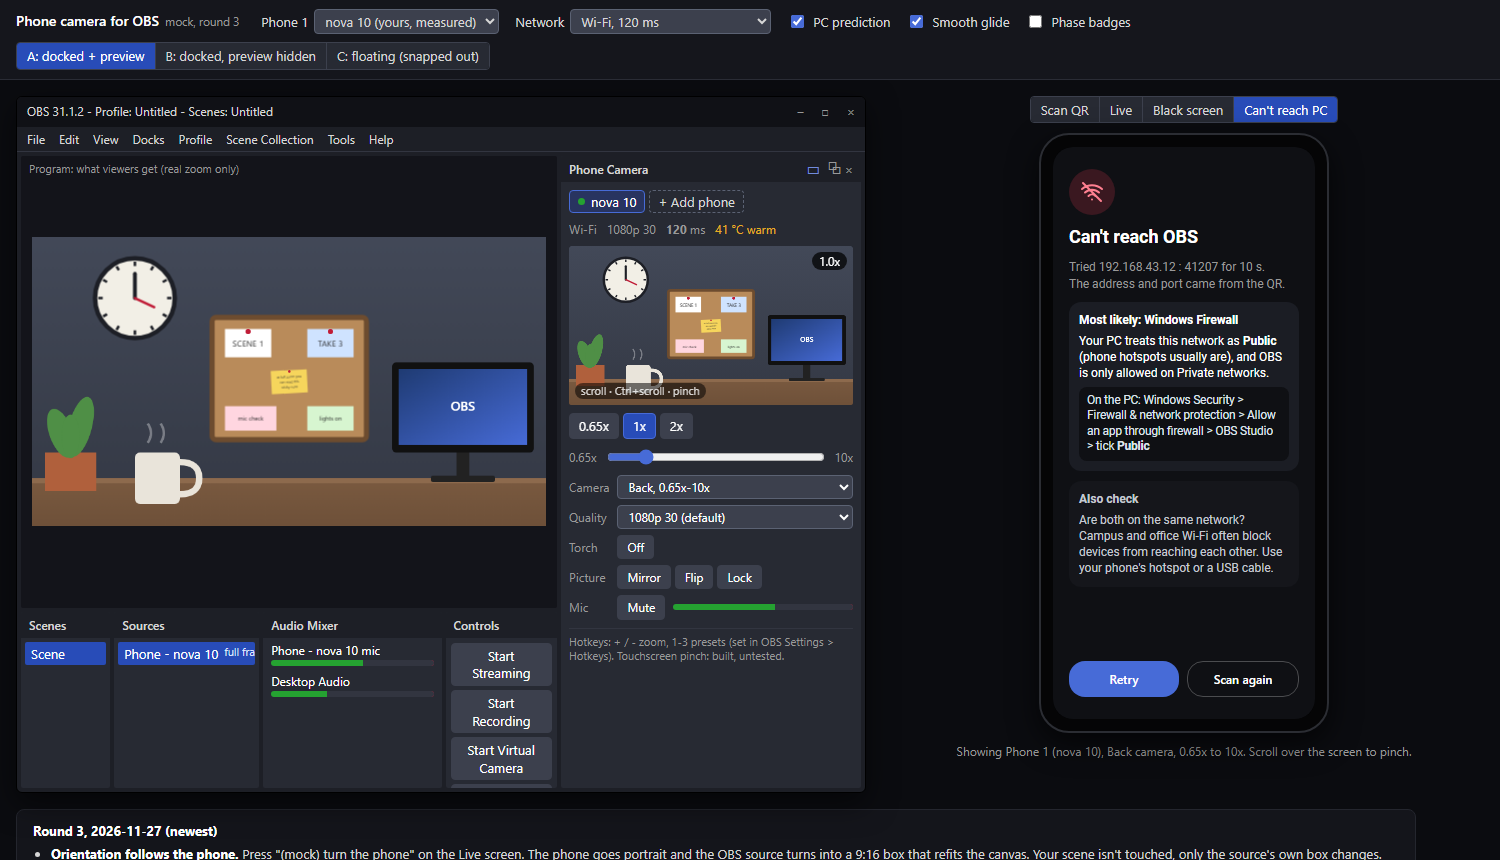 Phone camera for OBS mock, round 3 Phone 1 nova 10 (yours, measured) Network Wi-Fi, 120 ms PC prediction Smooth glide Phase badges
A: docked + preview B: docked, preview hidden C: floating (snapped out)
OBS 31.1.2 - Profile: Untitled - Scenes: Untitled
File Edit View Docks Profile Scene Collection Tools Help
Program: what viewers get (real zoom only)
SCENE 1 TAKE 3
mic check lights on
OBS
Scenes
Scene
Sources
Phone - nova 10 full fra
Audio Mixer
Phone - nova 10 mic
Desktop Audio
Controls
Start
Streaming
Start
Recording
Start Virtual
Camera
Phone Camera
nova 10 + Add phone
Wi-Fi 1080p 30 120 ms 41 °C warm
1.0x
SCENE 1 TAKE 3
OBS
mic check lights on
scroll · Ctrl+scroll · pinch
0.65x 1x 2x
0.65x 10x
Camera Back, 0.65x-10x
Quality 1080p 30 (default)
Torch Off
Picture Mirror Flip Lock
Mic Mute
Hotkeys: + / - zoom, 1-3 presets (set in OBS Settings >
Hotkeys). Touchscreen pinch: built, untested.
Scan QR Live Black screen Can't reach PC
Can't reach OBS
Tried 192.168.43.12 : 41207 for 10 s.
The address and port came from the QR.
Most likely: Windows Firewall
Your PC treats this network as Public
(phone hotspots usually are), and OBS
is only allowed on Private networks.
On the PC: Windows Security >
Firewall & network protection > Allow
an app through firewall > OBS Studio
> tick Public
Also check
Are both on the same network?
Campus and office Wi-Fi often block
devices from reaching each other. Use
your phone's hotspot or a USB cable.
Retry Scan again
Showing Phone 1 (nova 10), Back camera, 0.65x to 10x. Scroll over the screen to pinch.
Round 3, 2026-11-27 (newest)
Orientation follows the phone. Press "(mock) turn the phone" on the Live screen. The phone goes portrait and the OBS source turns into a 9:16 box that refits the canvas. Your scene isn't touched, only the source's own box changes.